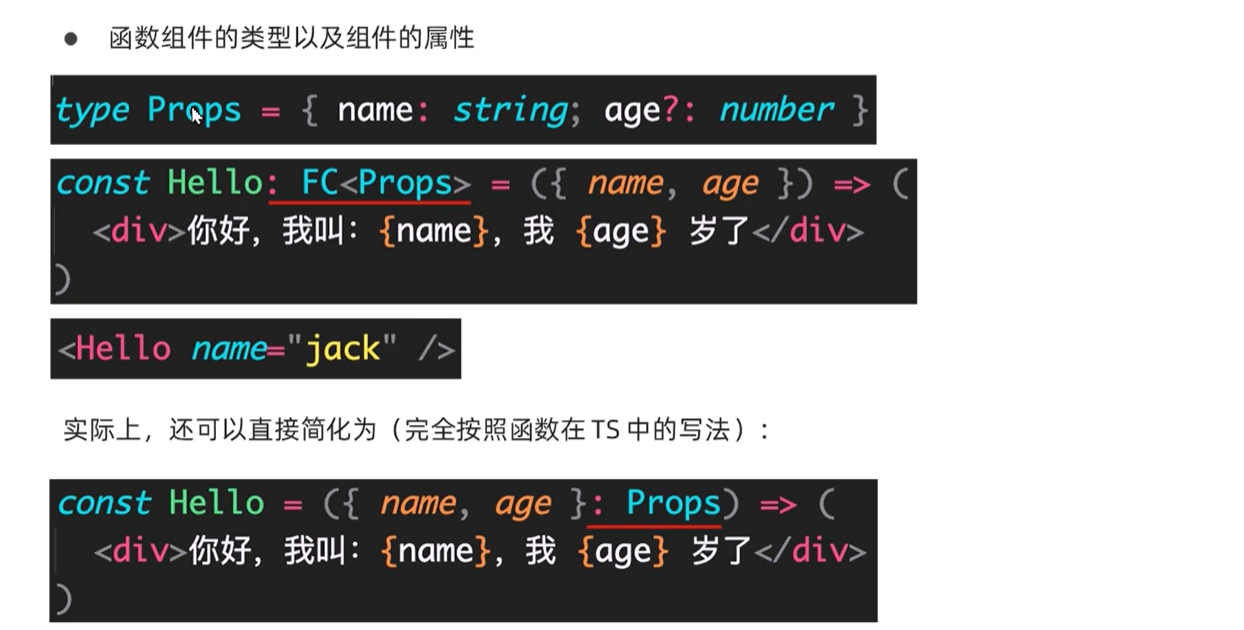 ● 函数组件的类型以及组件的属性
type Props = { name: string; age?: number }
const Hello: FC<Props> = ({ name, age }) => (
<div>你好，我叫：{name}，我 {age} 岁了</div>
)
<Hello name="jack" />
实际上，还可以直接简化为（完全按照函数在 TS 中的写法）：
const Hello = ({ name, age }: Props) => (
<div>你好，我叫：{name}，我 {age} 岁了</div>
)